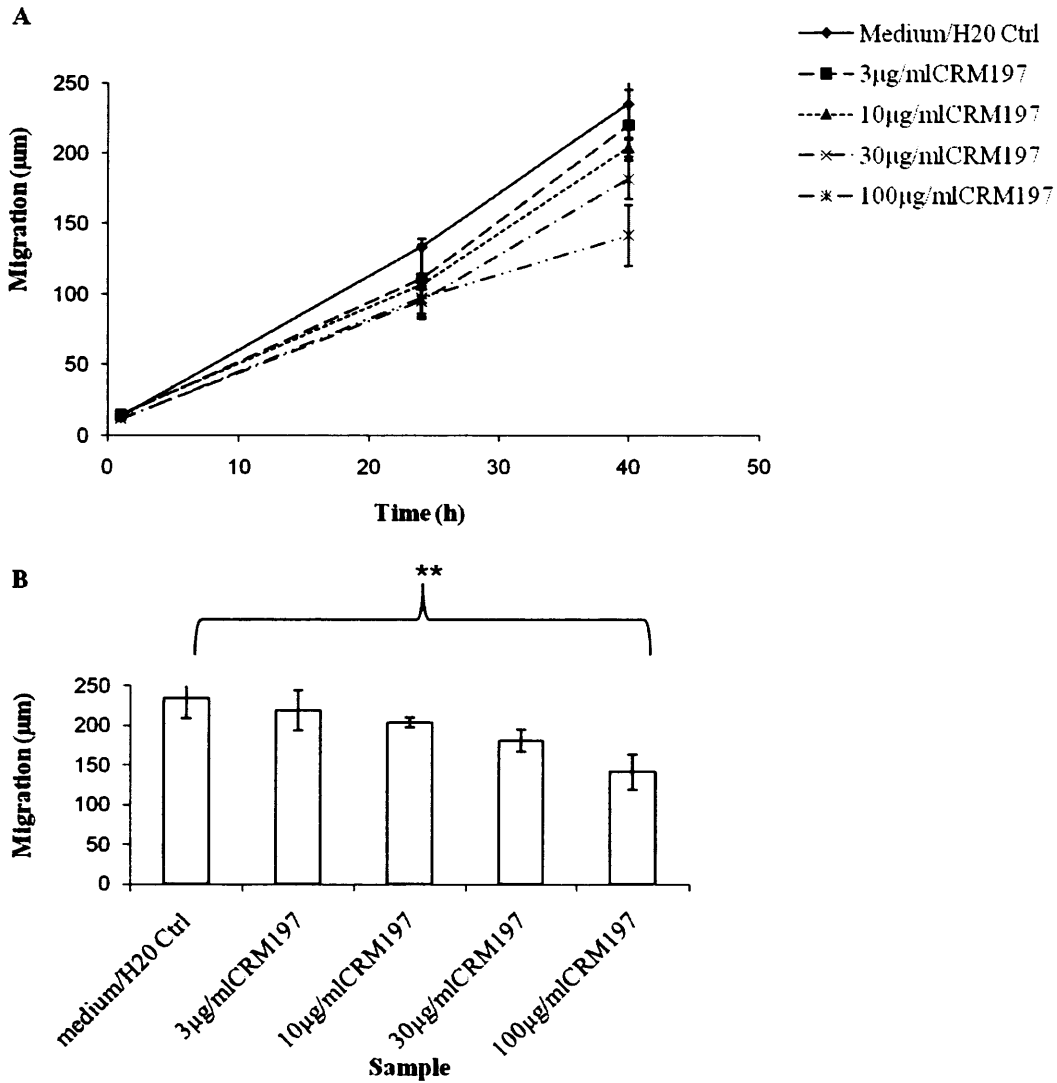 A
Medium/H20 Ctrl
3µg/mlCRM197
10µg/mlCRM197
30µg/mlCRM197
100µg/mlCRM197
Migration (µm)
250
200
150
100
50
0
0 10 20 30 40 50
Time (h)
B
**
Migration (µm)
250
200
150
100
50
0
medium/H20 Ctrl
3µg/mlCRM197
10µg/mlCRM197
30µg/mlCRM197
100µg/mlCRM197
Sample